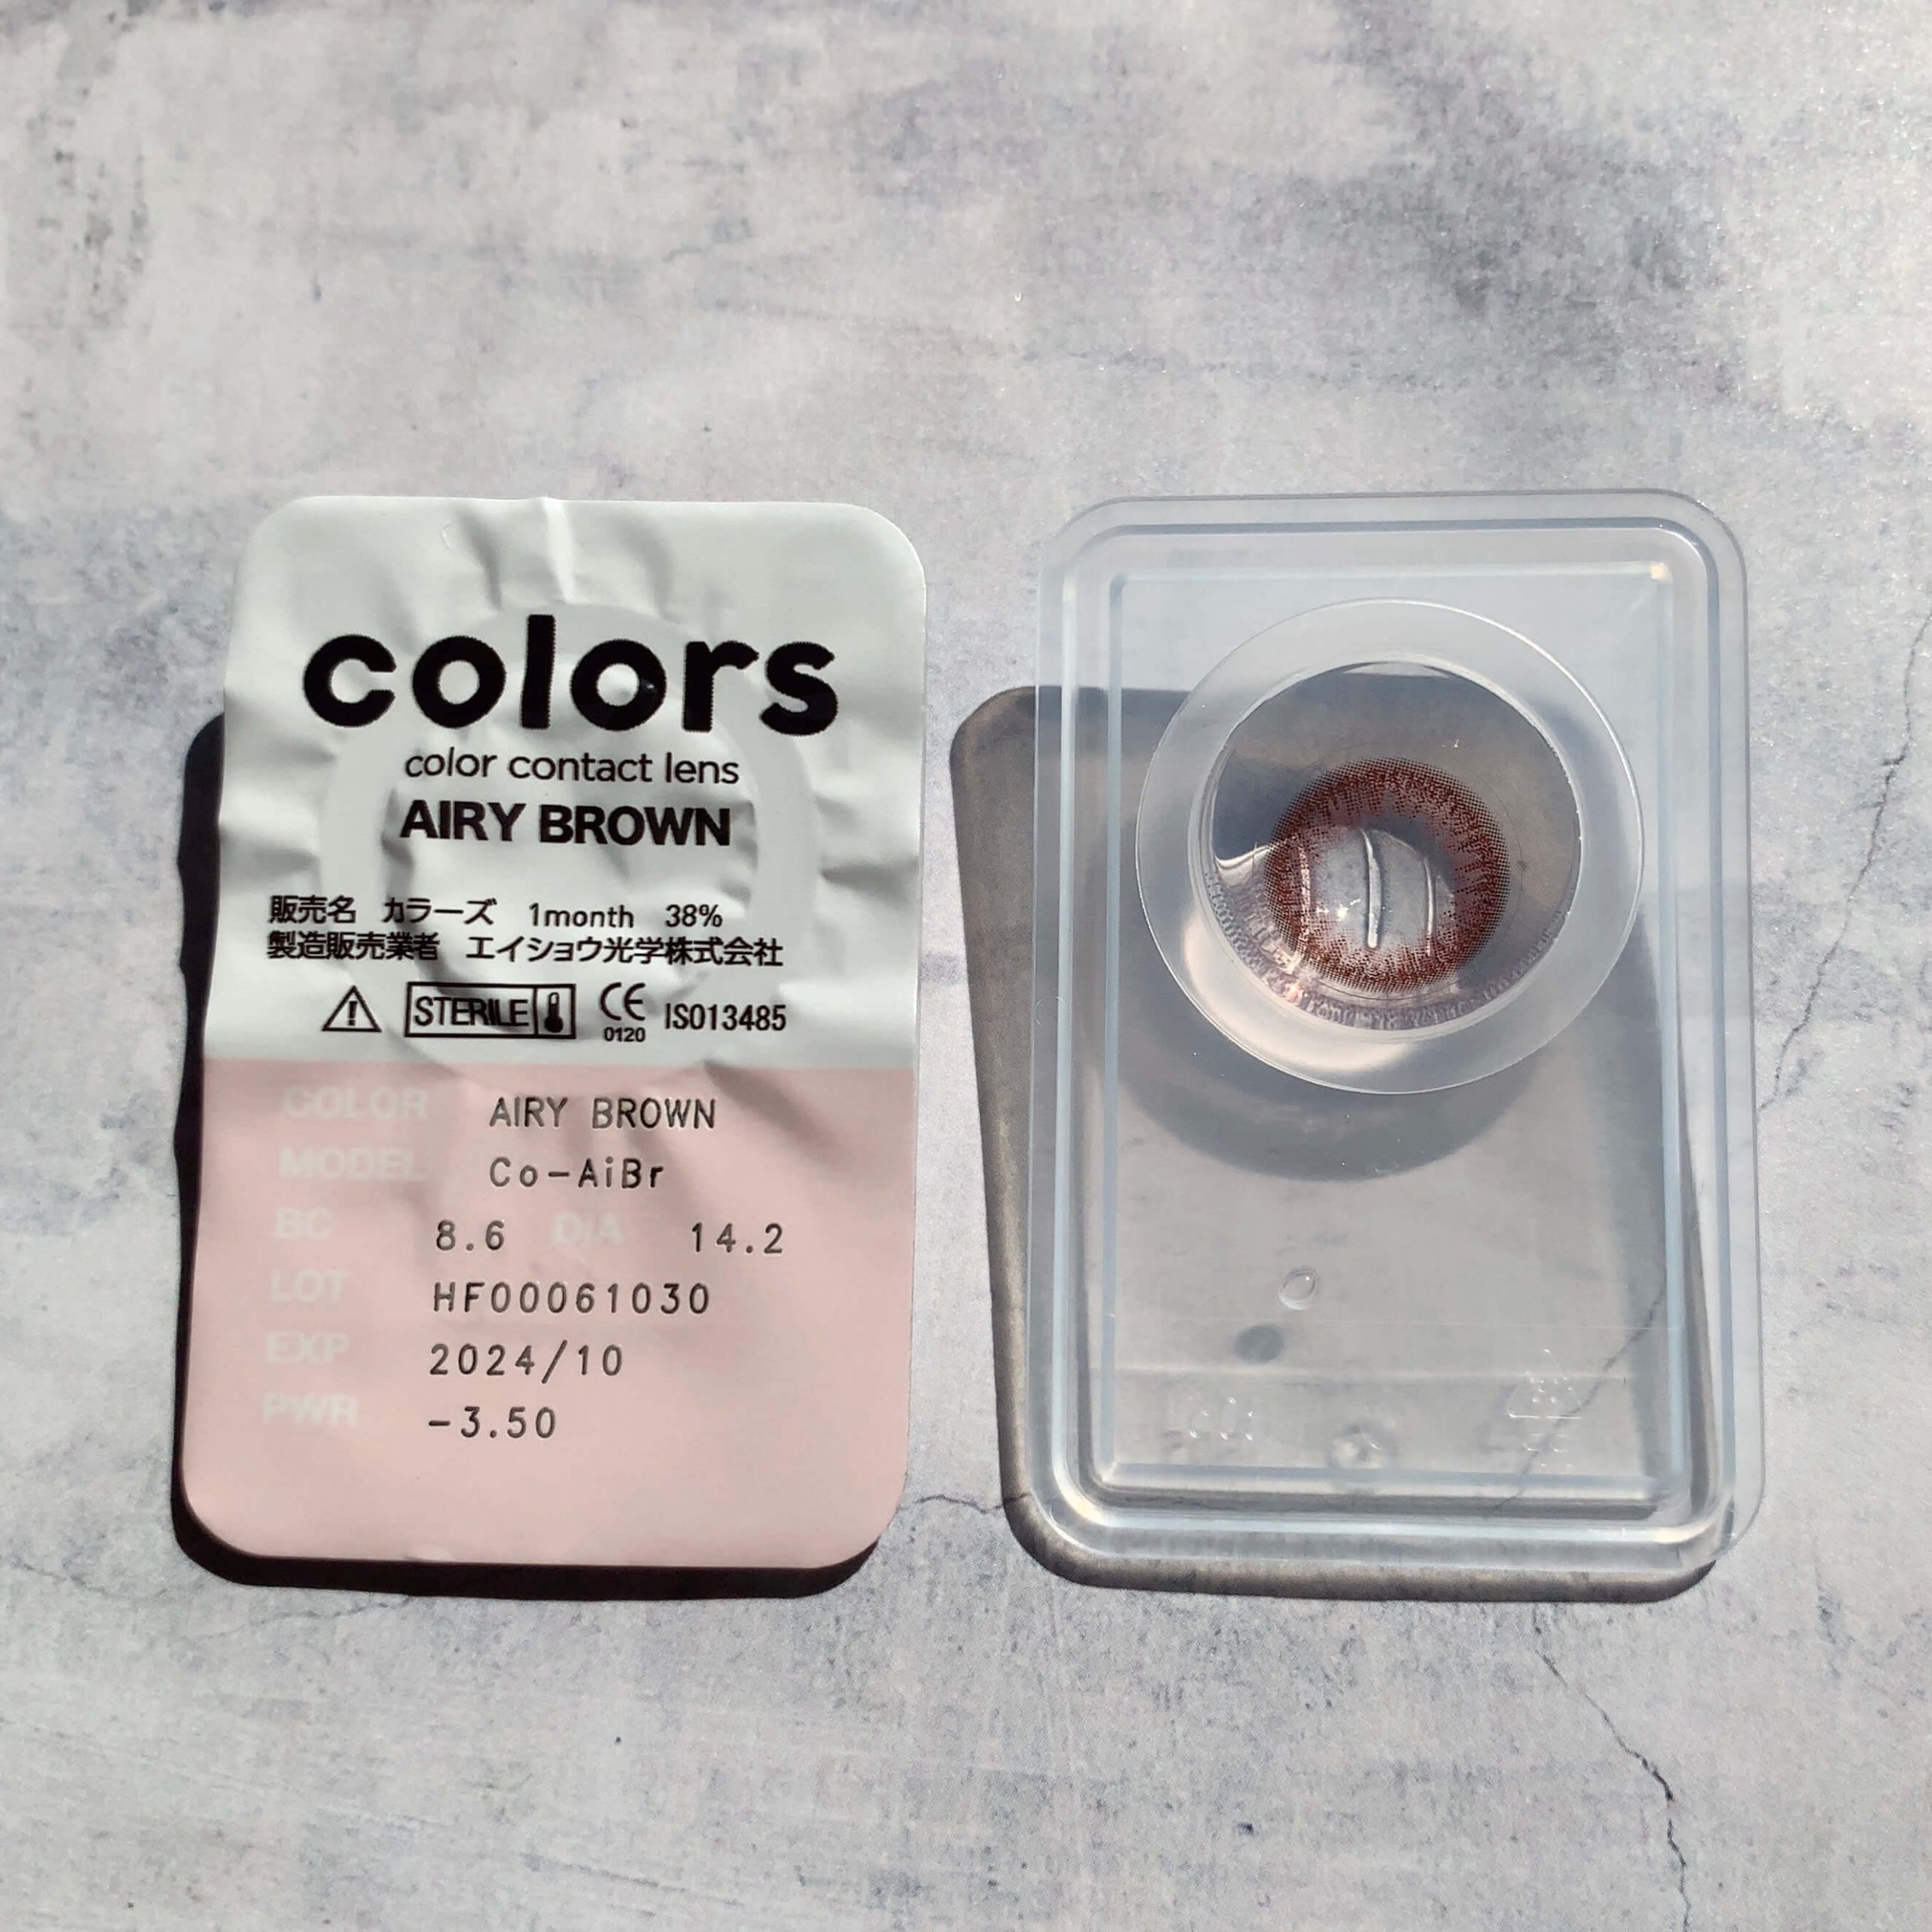 colors
color contact lens
AIRY BROWN
販売名 カラーズ 1month 38%
製造販売業者 エイショウ光学株式会社
STERILE CE 0120 ISO13485
COLOR AIRY BROWN
MODEL Co-AiBr
BC 8.6 DIA 14.2
LOT HF00061030
EXP 2024/10
PWR -3.50